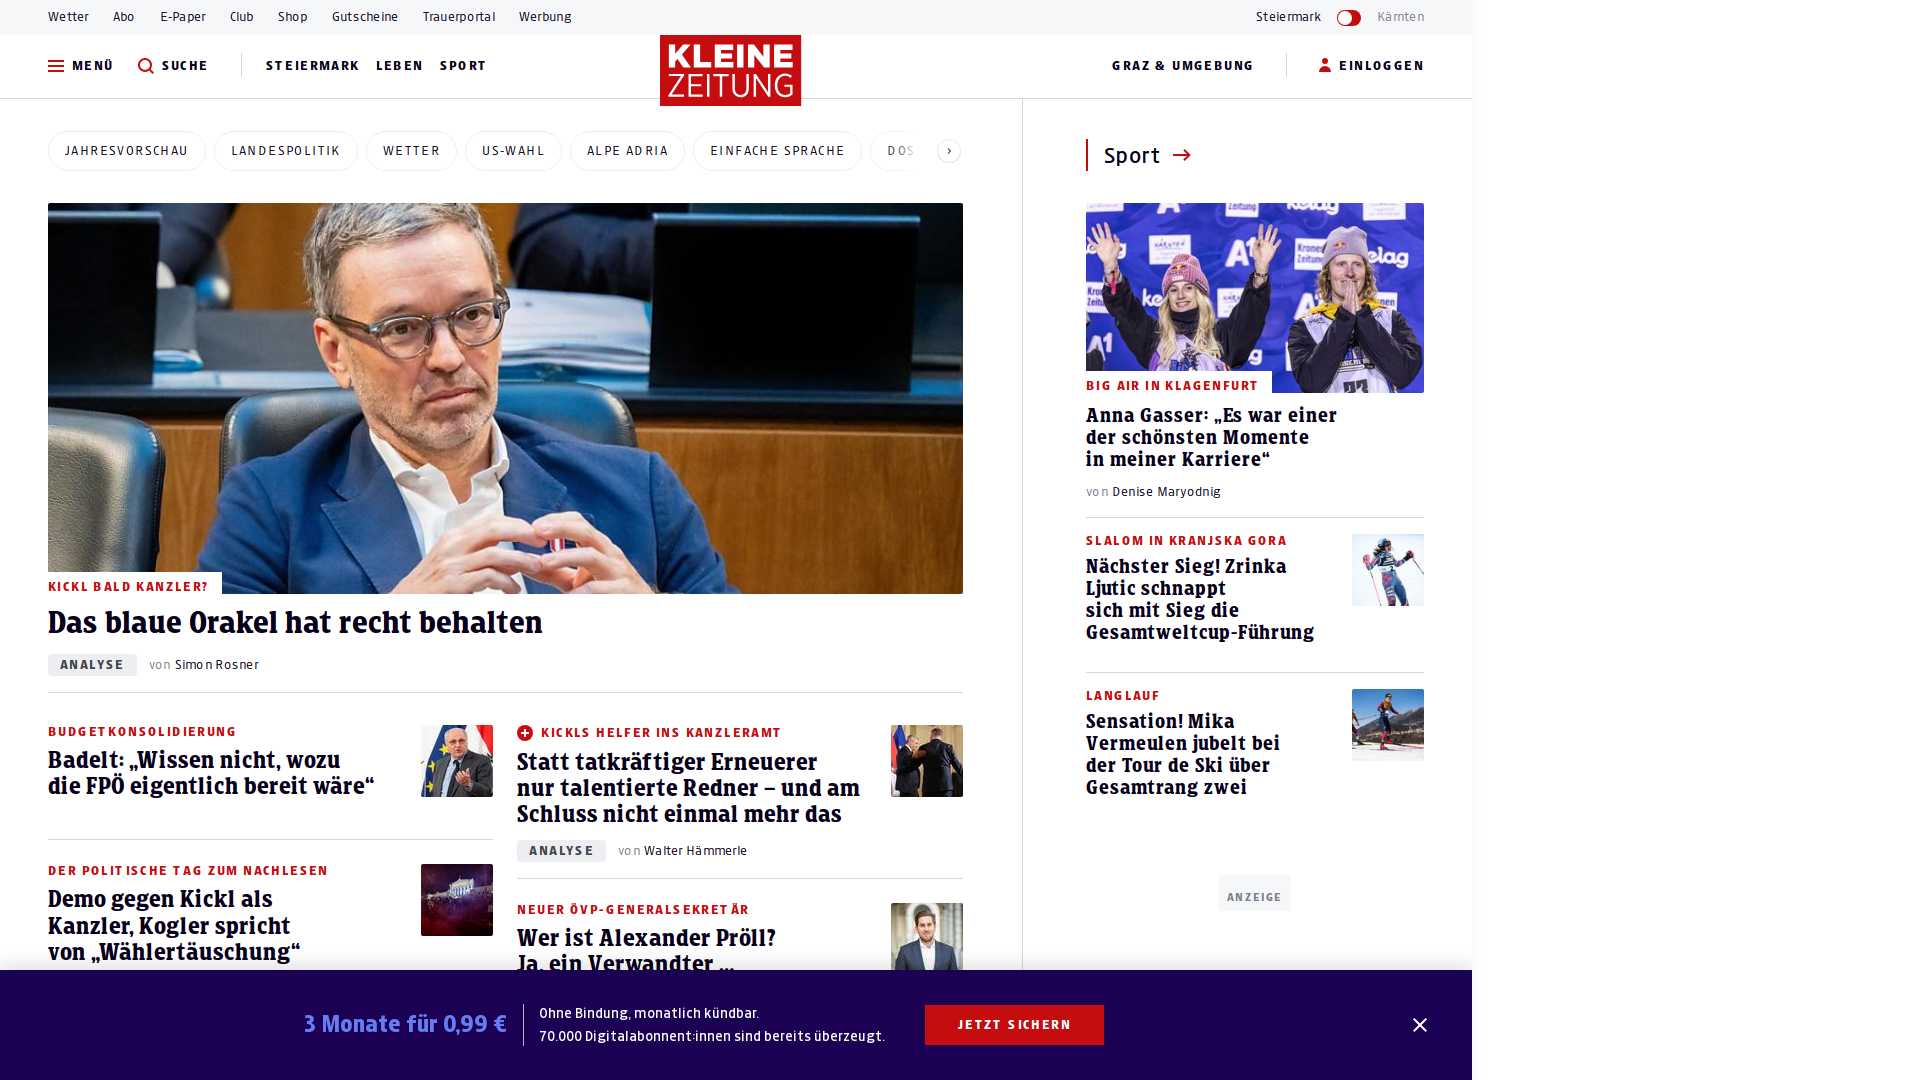 Wetter Abo E-Paper Club Shop Gutscheine Trauerportal Werbung Steiermark Kärnten
MENÜ SUCHE STEIERMARK LEBEN SPORT
KLEINE
ZEITUNG
GRAZ & UMGEBUNG EINLOGGEN
JAHRESVORSCHAU LANDESPOLITIK WETTER US-WAHL ALPE ADRIA EINFACHE SPRACHE DOS
KICKL BALD KANZLER?
Das blaue Orakel hat recht behalten
ANALYSE von Simon Rosner
BUDGETKONSOLIDIERUNG
Badelt: „Wissen nicht, wozu
die FPÖ eigentlich bereit wäre“
DER POLITISCHE TAG ZUM NACHLESEN
Demo gegen Kickl als
Kanzler, Kogler spricht
von „Wählertäuschung“
KICKLS HELFER INS KANZLERAMT
Statt tatkräftiger Erneuerer
nur talentierte Redner – und am
Schluss nicht einmal mehr das
ANALYSE von Walter Hämmerle
NEUER ÖVP-GENERALSEKRETÄR
Wer ist Alexander Pröll?
Ja, ein Verwandter ...
Sport
BIG AIR IN KLAGENFURT
Anna Gasser: „Es war einer
der schönsten Momente
in meiner Karriere“
von Denise Maryodnig
SLALOM IN KRANJSKA GORA
Nächster Sieg! Zrinka
Ljutic schnappt
sich mit Sieg die
Gesamtweltcup-Führung
LANGLAUF
Sensation! Mika
Vermeulen jubelt bei
der Tour de Ski über
Gesamtrang zwei
ANZEIGE
3 Monate für 0,99 €
Ohne Bindung, monatlich kündbar.
70.000 Digitalabonnent:innen sind bereits überzeugt.
JETZT SICHERN